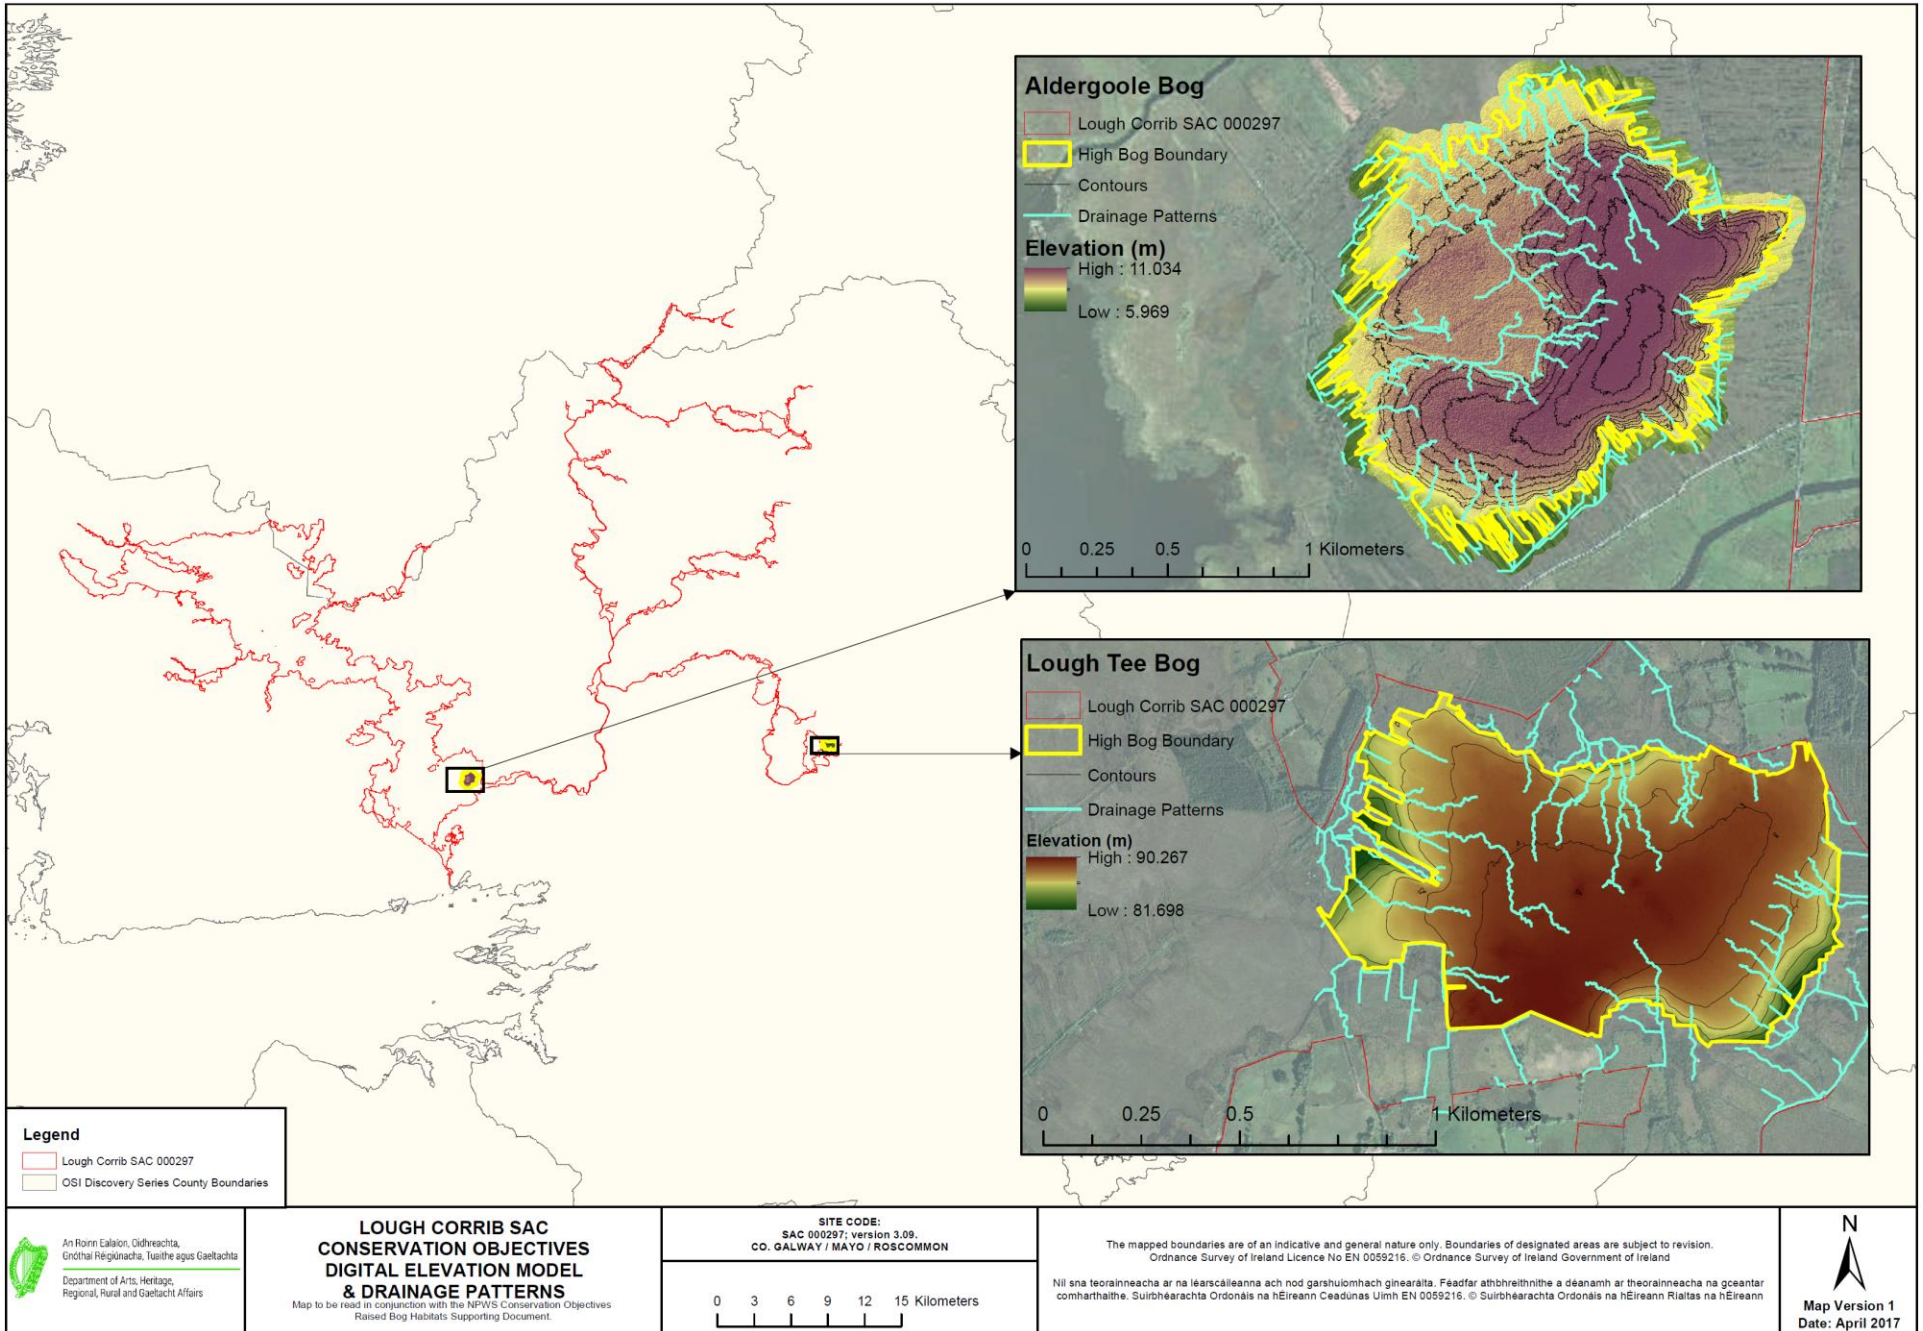 Aldergoole Bog
Lough Corrib SAC 000297
High Bog Boundary
Contours
Drainage Patterns
Elevation (m)
High : 11.034
Low : 5.969
0 0.25 0.5 1 Kilometers
Lough Tee Bog
Lough Corrib SAC 000297
High Bog Boundary
Contours
Drainage Patterns
Elevation (m)
High : 90.267
Low : 81.698
0 0.25 0.5 1 Kilometers
Legend
Lough Corrib SAC 000297
OSI Discovery Series County Boundaries
An Roinn Ealaíon, Oidhreachta,
Gnóthaí Réigiúnacha, Tuaithe agus Gaeltachta
Department of Arts, Heritage,
Regional, Rural and Gaeltacht Affairs
LOUGH CORRIB SAC
CONSERVATION OBJECTIVES
DIGITAL ELEVATION MODEL
& DRAINAGE PATTERNS
Map to be read in conjunction with the NPWS Conservation Objectives
Raised Bog Habitats Supporting Document.
SITE CODE:
SAC 000297; version 3.09.
CO. GALWAY / MAYO / ROSCOMMON
0 3 6 9 12 15 Kilometers
The mapped boundaries are of an indicative and general nature only. Boundaries of designated areas are subject to revision.
Ordnance Survey of Ireland Licence No EN 0059216. © Ordnance Survey of Ireland Government of Ireland
Níl sna teorainneacha ar na léarscáileanna ach nod garshuiomhach ginearálta. Féadfar athbhreithnithe a déanamh ar theorainneacha na gceantar
comharthaithe. Suirbhéarachta Ordonáis na hÉireann Ceadúnas Uimh EN 0059216. © Suirbhéarachta Ordonáis na hÉireann Rialtas na hÉireann
N
Map Version 1
Date: April 2017